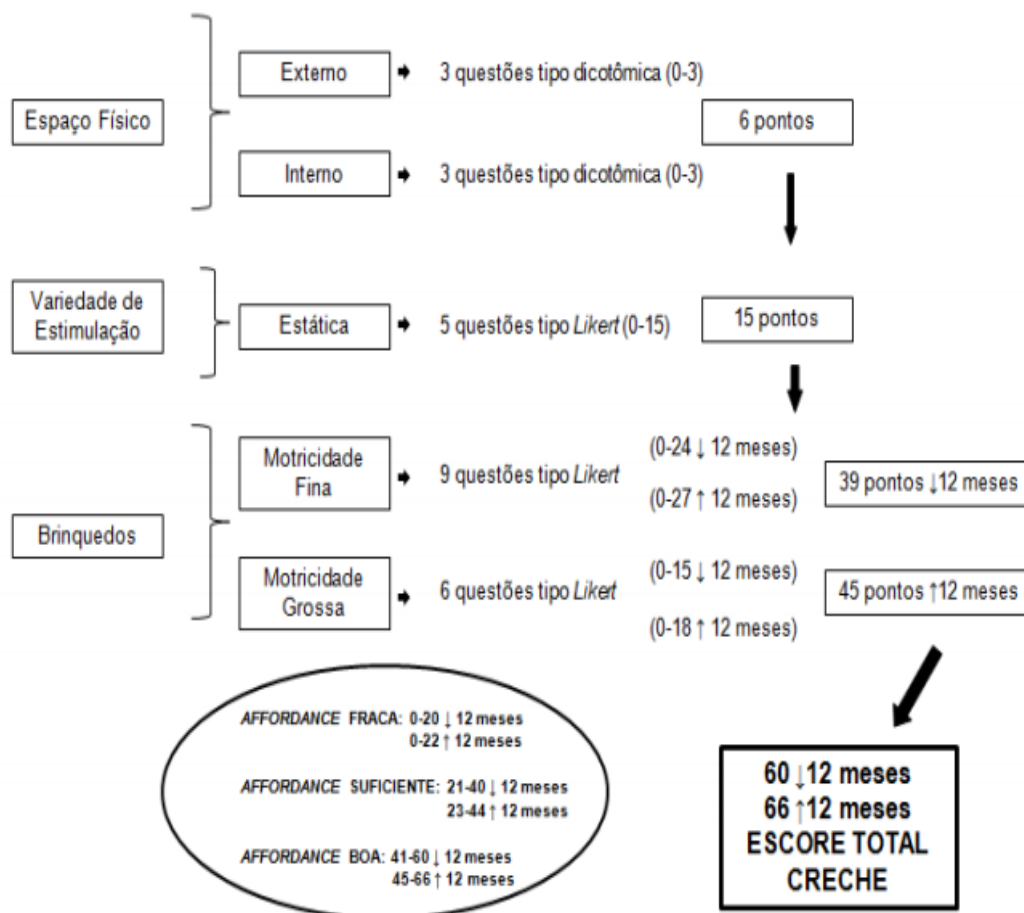 Espaço Físico
Externo
3 questões tipo dicotômica (0-3)
Interno
3 questões tipo dicotômica (0-3)
6 pontos
Variedade de
Estimulação
Estática
5 questões tipo Likert (0-15)
15 pontos
Brinquedos
Motricidade
Fina
9 questões tipo Likert
(0-24 ↓ 12 meses)
(0-27 ↑ 12 meses)
39 pontos ↓12 meses
Motricidade
Grossa
6 questões tipo Likert
(0-15 ↓ 12 meses)
(0-18 ↑ 12 meses)
45 pontos ↑12 meses
AFFORDANCE FRACA: 0-20 ↓ 12 meses
0-22 ↑ 12 meses
AFFORDANCE SUFICIENTE: 21-40 ↓ 12 meses
23-44 ↑ 12 meses
AFFORDANCE BOA: 41-60 ↓ 12 meses
45-66 ↑ 12 meses
60 ↓12 meses
66 ↑12 meses
ESCORE TOTAL
CRECHE